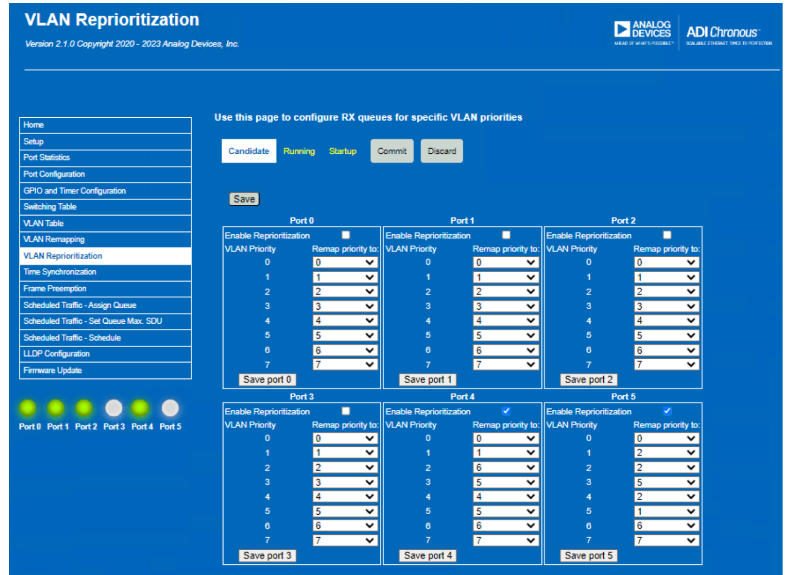 VLAN Reprioritization
Version 2.1.0 Copyright 2020 - 2023 Analog Devices, Inc.
ANALOG
DEVICES
AHEAD OF WHAT'S POSSIBLE™
ADI Chronous™
SCALABLE ETHERNET TIMED TO PERFECTION
Home
Setup
Port Statistics
Port Configuration
GPIO and Timer Configuration
Switching Table
VLAN Table
VLAN Remapping
VLAN Reprioritization
Time Synchronization
Frame Preemption
Scheduled Traffic - Assign Queue
Scheduled Traffic - Set Queue Max. SDU
Scheduled Traffic - Schedule
LLDP Configuration
Firmware Update
Port 0 Port 1 Port 2 Port 3 Port 4 Port 5
Use this page to configure RX queues for specific VLAN priorities
Candidate Running Startup Commit Discard
Save
Port 0 Port 1 Port 2
Enable Reprioritization Enable Reprioritization Enable Reprioritization
VLAN Priority Remap priority to: VLAN Priority Remap priority to: VLAN Priority Remap priority to:
0 0 0 0 0 0
1 1 1 1 1 1
2 2 2 2 2 2
3 3 3 3 3 3
4 4 4 4 4 4
5 5 5 5 5 5
6 6 6 6 6 6
7 7 7 7 7 7
Save port 0 Save port 1 Save port 2
Port 3 Port 4 Port 5
Enable Reprioritization Enable Reprioritization Enable Reprioritization
VLAN Priority Remap priority to: VLAN Priority Remap priority to: VLAN Priority Remap priority to:
0 0 0 0 0 0
1 1 1 1 1 2
2 2 2 6 2 2
3 3 3 5 3 5
4 4 4 4 4 2
5 5 5 5 5 1
6 6 6 6 6 6
7 7 7 7 7 7
Save port 3 Save port 4 Save port 5